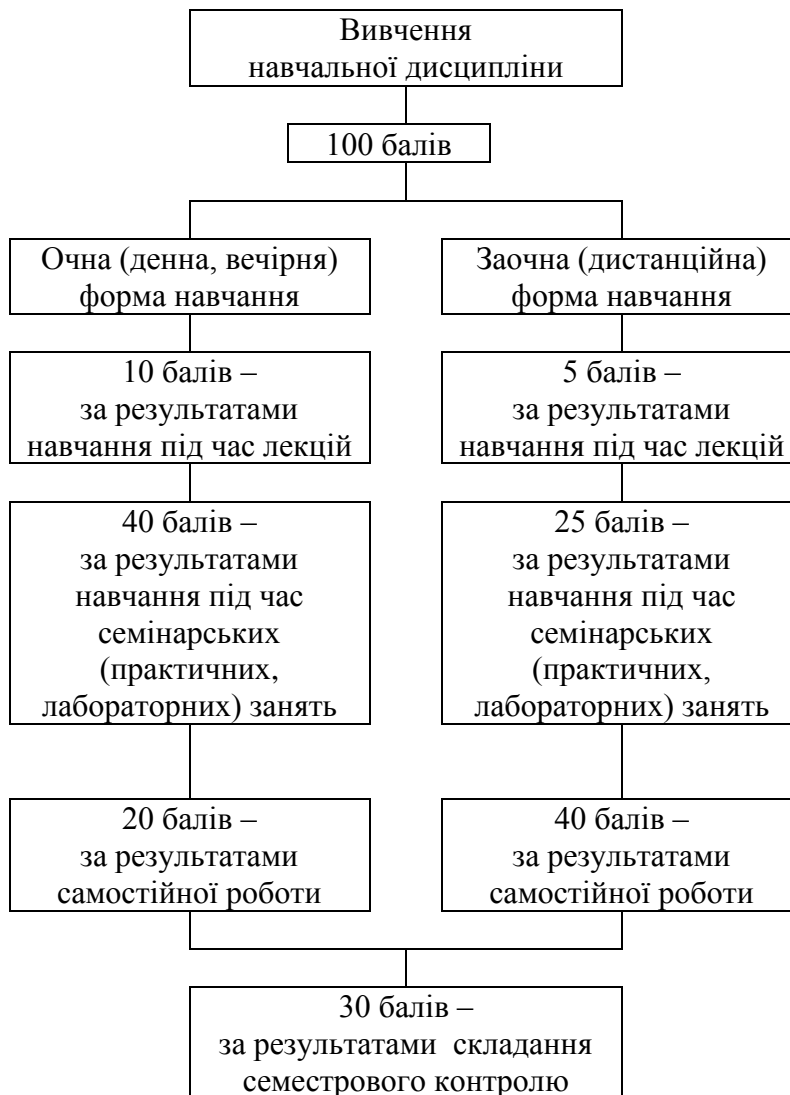 Вивчення
навчальної дисципліни
100 балів
Очна (денна, вечірня)
форма навчання
Заочна (дистанційна)
форма навчання
10 балів –
за результатами
навчання під час лекцій
5 балів –
за результатами
навчання під час лекцій
40 балів –
за результатами
навчання під час
семінарських
(практичних,
лабораторних) занять
25 балів –
за результатами
навчання під час
семінарських
(практичних,
лабораторних) занять
20 балів –
за результатами
самостійної роботи
40 балів –
за результатами
самостійної роботи
30 балів –
за результатами складання
семестрового контролю